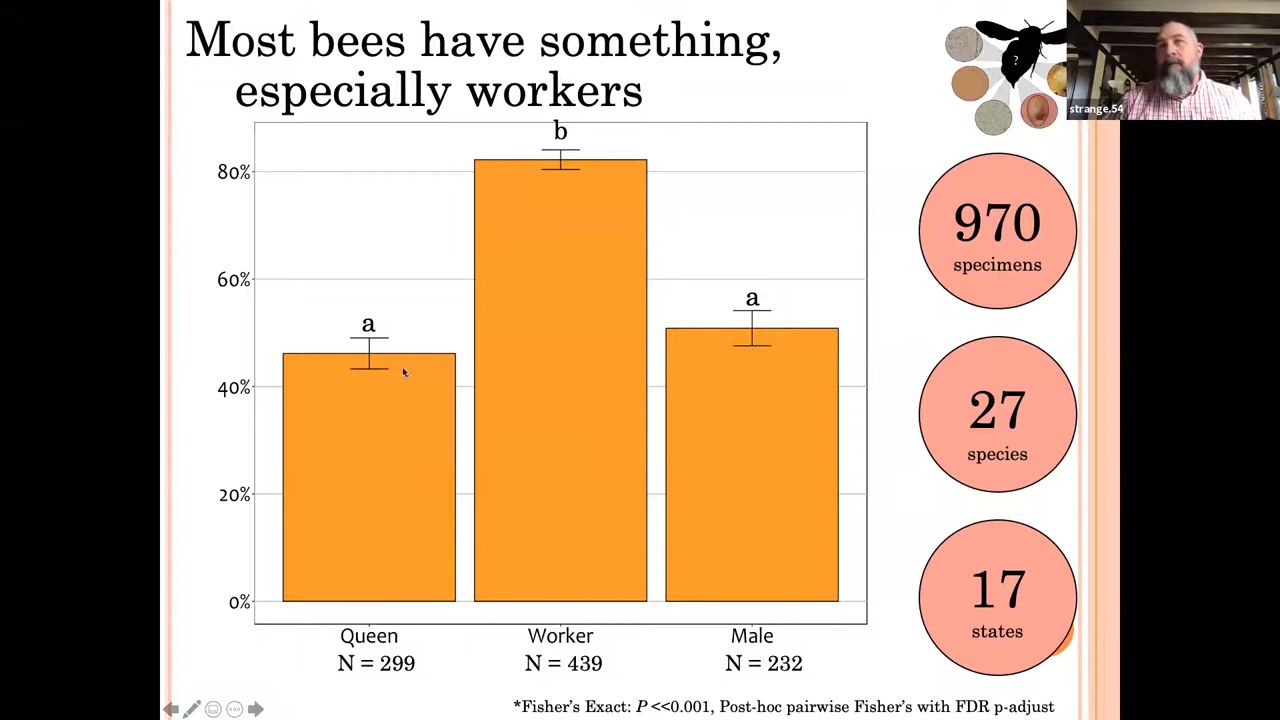 Most bees have something,
especially workers
?
strange.54
b
80%
60%
a
a
40%
20%
0%
Queen
Worker
Male
N = 299
N = 439
N = 232
970
specimens
27
species
17
states
*Fisher's Exact: P <<0.001, Post-hoc pairwise Fisher's with FDR p-adjust